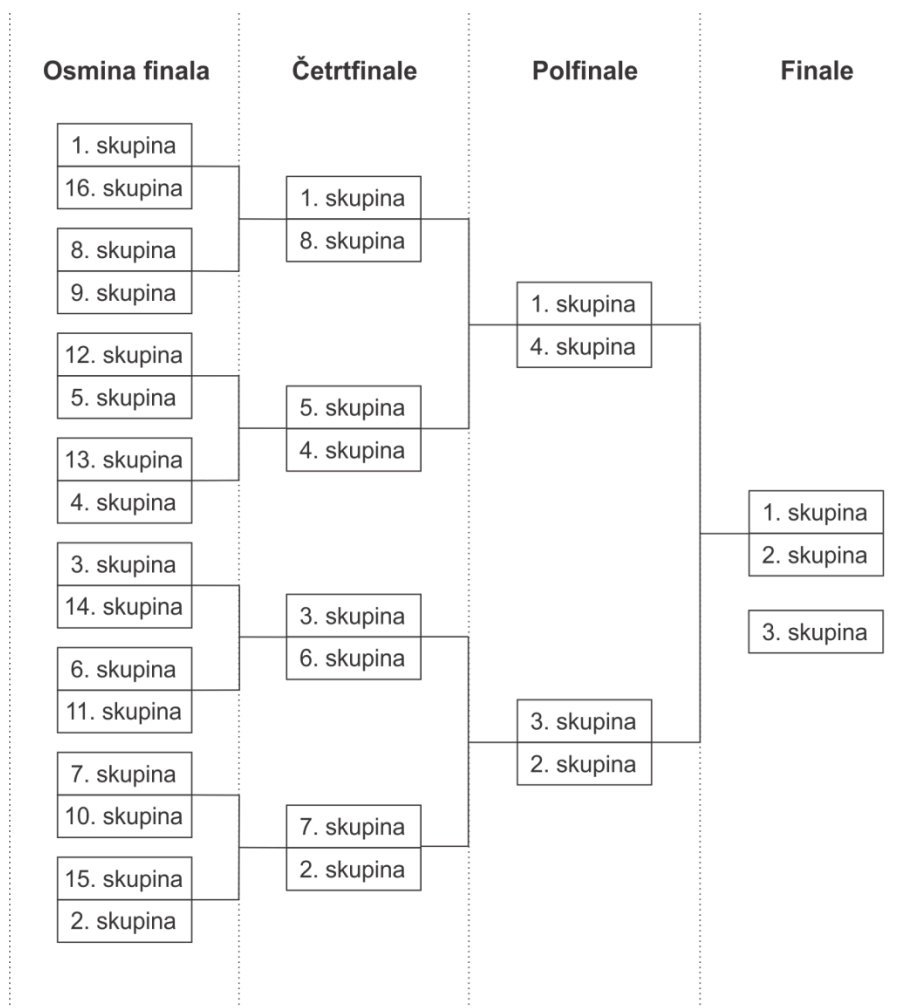 Osmina finala
Četrtfinale
Polfinale
Finale
1. skupina
16. skupina
8. skupina
9. skupina
12. skupina
5. skupina
13. skupina
4. skupina
3. skupina
14. skupina
6. skupina
11. skupina
7. skupina
10. skupina
15. skupina
2. skupina
1. skupina
8. skupina
5. skupina
4. skupina
3. skupina
6. skupina
7. skupina
2. skupina
1. skupina
4. skupina
3. skupina
2. skupina
1. skupina
2. skupina
3. skupina